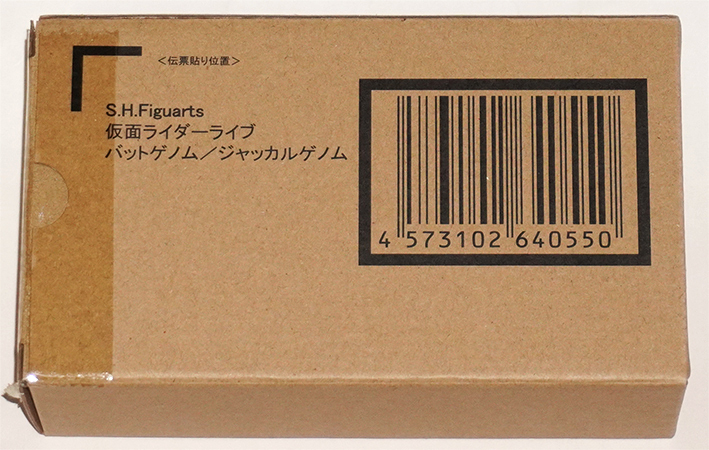 ＜伝票貼り位置＞
S.H.Figuarts
仮面ライダーライブ
バットゲノム／ジャッカルゲノム
4 573102 640550